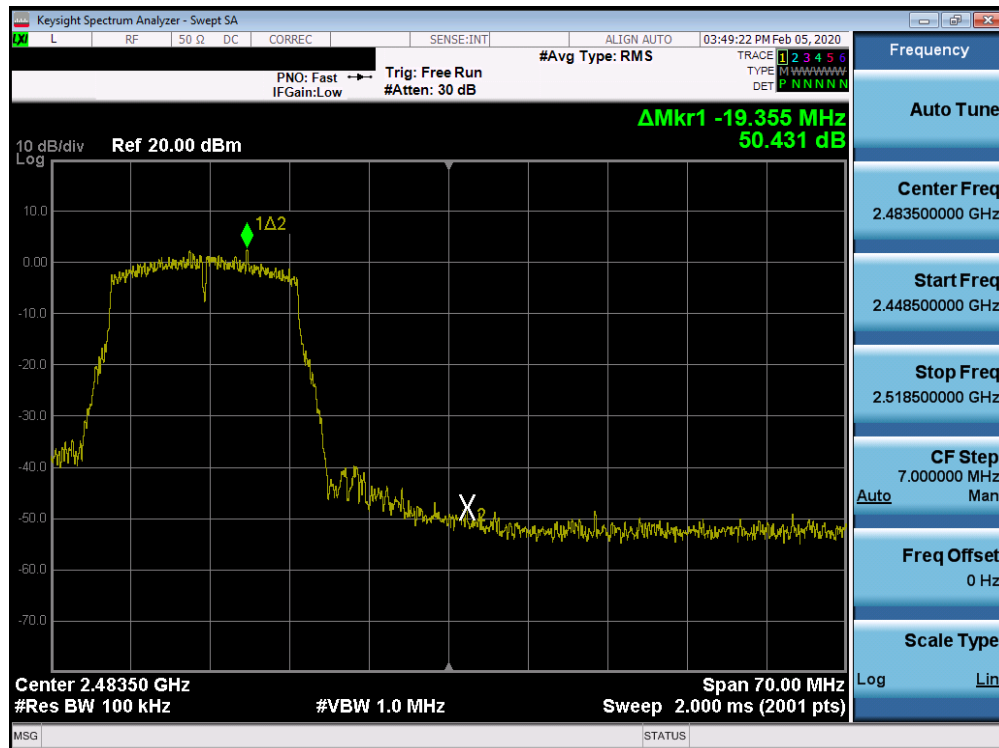 Keysight Spectrum Analyzer - Swept SA
LXI L RF 50 Ω DC CORREC SENSE:INT ALIGN AUTO 03:49:22 PM Feb 05, 2020
#Avg Type: RMS
TRACE 1 2 3 4 5 6
TYPE M WWWWW
DET P N N N N N
PNO: Fast
IFGain:Low
Trig: Free Run
#Atten: 30 dB
ΔMkr1 -19.355 MHz
50.431 dB
10 dB/div Ref 20.00 dBm
Log
10.0
0.00
-10.0
-20.0
-30.0
-40.0
-50.0
-60.0
-70.0
1Δ2
X2
Center 2.48350 GHz
Span 70.00 MHz
#Res BW 100 kHz
#VBW 1.0 MHz
Sweep 2.000 ms (2001 pts)
MSG STATUS
Frequency
Auto Tune
Center Freq
2.483500000 GHz
Start Freq
2.448500000 GHz
Stop Freq
2.518500000 GHz
CF Step
7.000000 MHz
Auto Man
Freq Offset
0 Hz
Scale Type
Log Lin